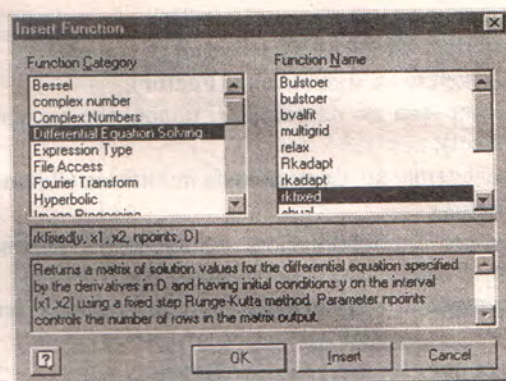 Insert Function
Function Category
Bessel
complex number
Complex Numbers
Differential Equation Solving
Expression Type
File Access
Fourier Transform
Hyperbolic
Image Processing
Function Name
Bulstoer
bulstoer
bvalfit
multigrid
relax
Rkadapt
rkadapt
rkfixed
sbval
rkfixed(y, x1, x2, npoints, D)
Returns a matrix of solution values for the differential equation specified
by the derivatives in D and having initial conditions y on the interval
[x1,x2] using a fixed step Runge-Kutta method. Parameter npoints
controls the number of rows in the matrix output.
?
OK
Insert
Cancel